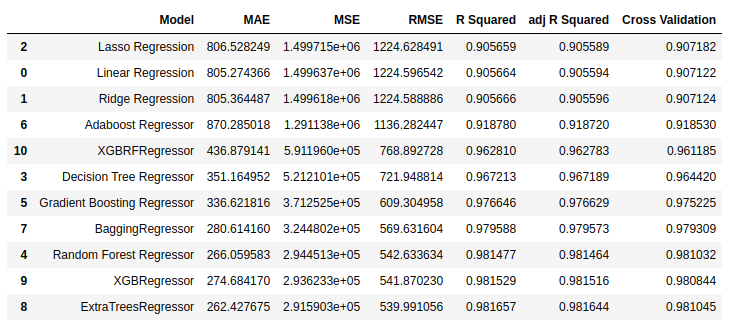 Model MAE MSE RMSE R Squared adj R Squared Cross Validation
2 Lasso Regression 806.528249 1.499715e+06 1224.628491 0.905659 0.905589 0.907182
0 Linear Regression 805.274366 1.499637e+06 1224.596542 0.905664 0.905594 0.907122
1 Ridge Regression 805.364487 1.499618e+06 1224.588886 0.905666 0.905596 0.907124
6 Adaboost Regressor 870.285018 1.291138e+06 1136.282447 0.918780 0.918720 0.918530
10 XGBRFRegressor 436.879141 5.911960e+05 768.892728 0.962810 0.962783 0.961185
3 Decision Tree Regressor 351.164952 5.212101e+05 721.948814 0.967213 0.967189 0.964420
5 Gradient Boosting Regressor 336.621816 3.712525e+05 609.304958 0.976646 0.976629 0.975225
7 BaggingRegressor 280.614160 3.244802e+05 569.631604 0.979588 0.979573 0.979309
4 Random Forest Regressor 266.059583 2.944513e+05 542.633634 0.981477 0.981464 0.981032
9 XGBRegressor 274.684170 2.936233e+05 541.870230 0.981529 0.981516 0.980844
8 ExtraTreesRegressor 262.427675 2.915903e+05 539.991056 0.981657 0.981644 0.981045